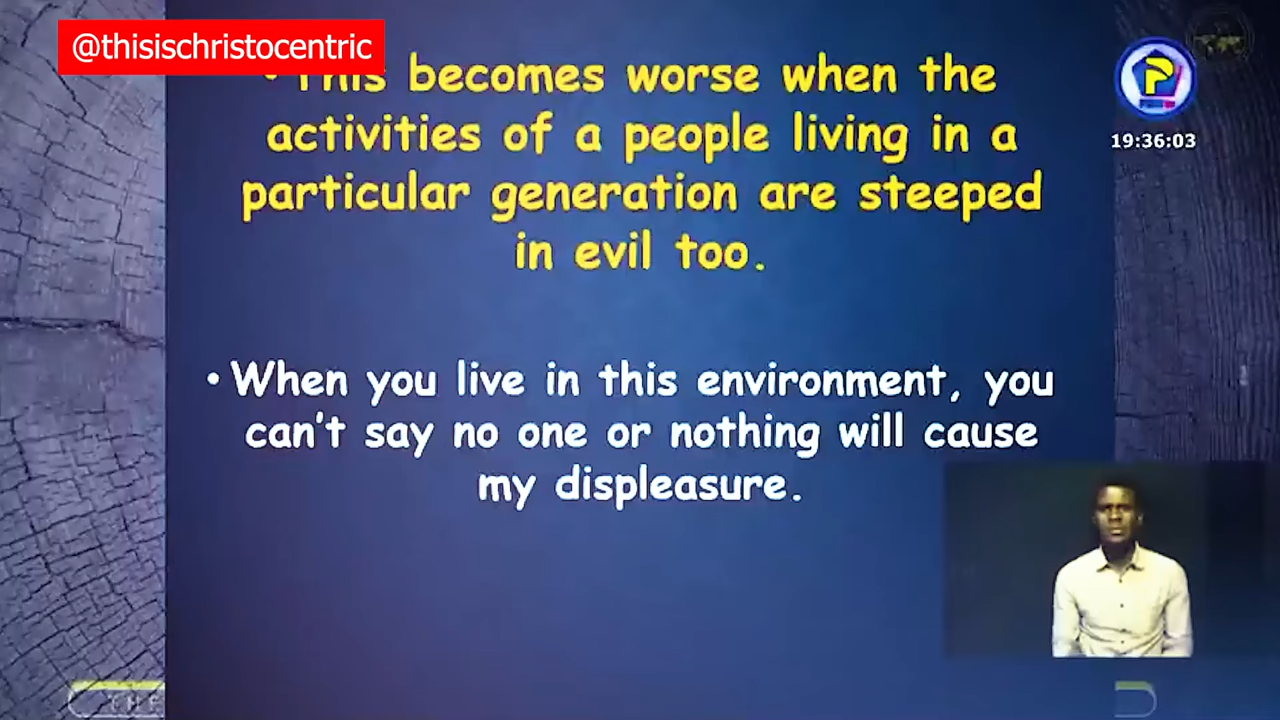 @thisischristocentric
• This becomes worse when the
activities of a people living in a
particular generation are steeped
in evil too.
19:36:03
• When you live in this environment, you
can't say no one or nothing will cause
my displeasure.
THE